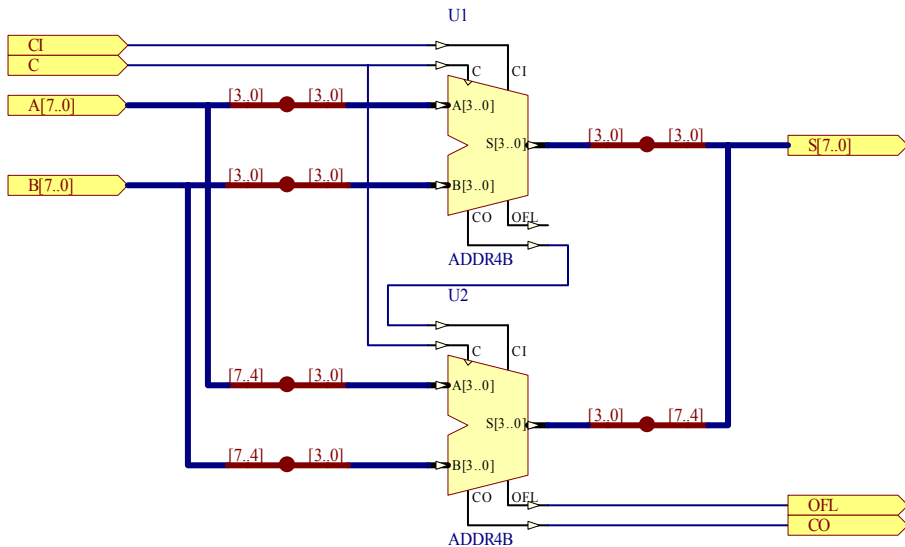 U1
CI
C
C
CI
A[7..0]
[3..0] [3..0]
A[3..0]
S[3..0]
[3..0] [3..0]
S[7..0]
B[7..0]
[3..0] [3..0]
B[3..0]
CO
OFL
ADDR4B
U2
C
CI
[7..4] [3..0]
A[3..0]
S[3..0]
[3..0] [7..4]
[7..4] [3..0]
B[3..0]
CO
OFL
OFL
CO
ADDR4B